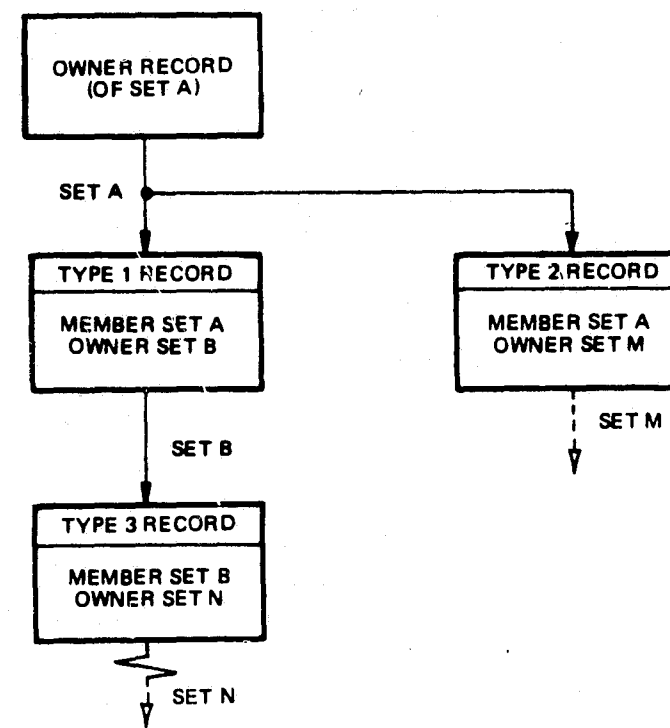 OWNER RECORD
(OF SET A)
SET A
TYPE 1 RECORD
MEMBER SET A
OWNER SET B
TYPE 2 RECORD
MEMBER SET A
OWNER SET M
SET M
SET B
TYPE 3 RECORD
MEMBER SET B
OWNER SET N
SET N